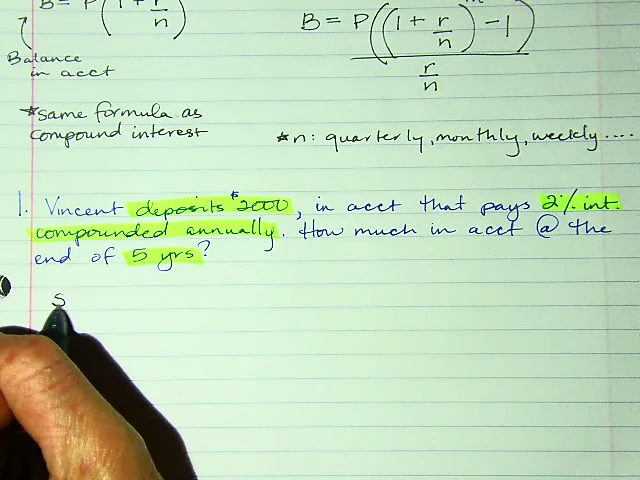 B = P(1 + r/n)
B = P((1 + r/n) - 1)
r/n
Balance
in acct
*same formula as
compound interest
*n: quarterly, monthly, weekly....
1. Vincent deposits $2000, in acct that pays 2% int.
compounded annually. How much in acct @ the
end of 5 yrs?
S